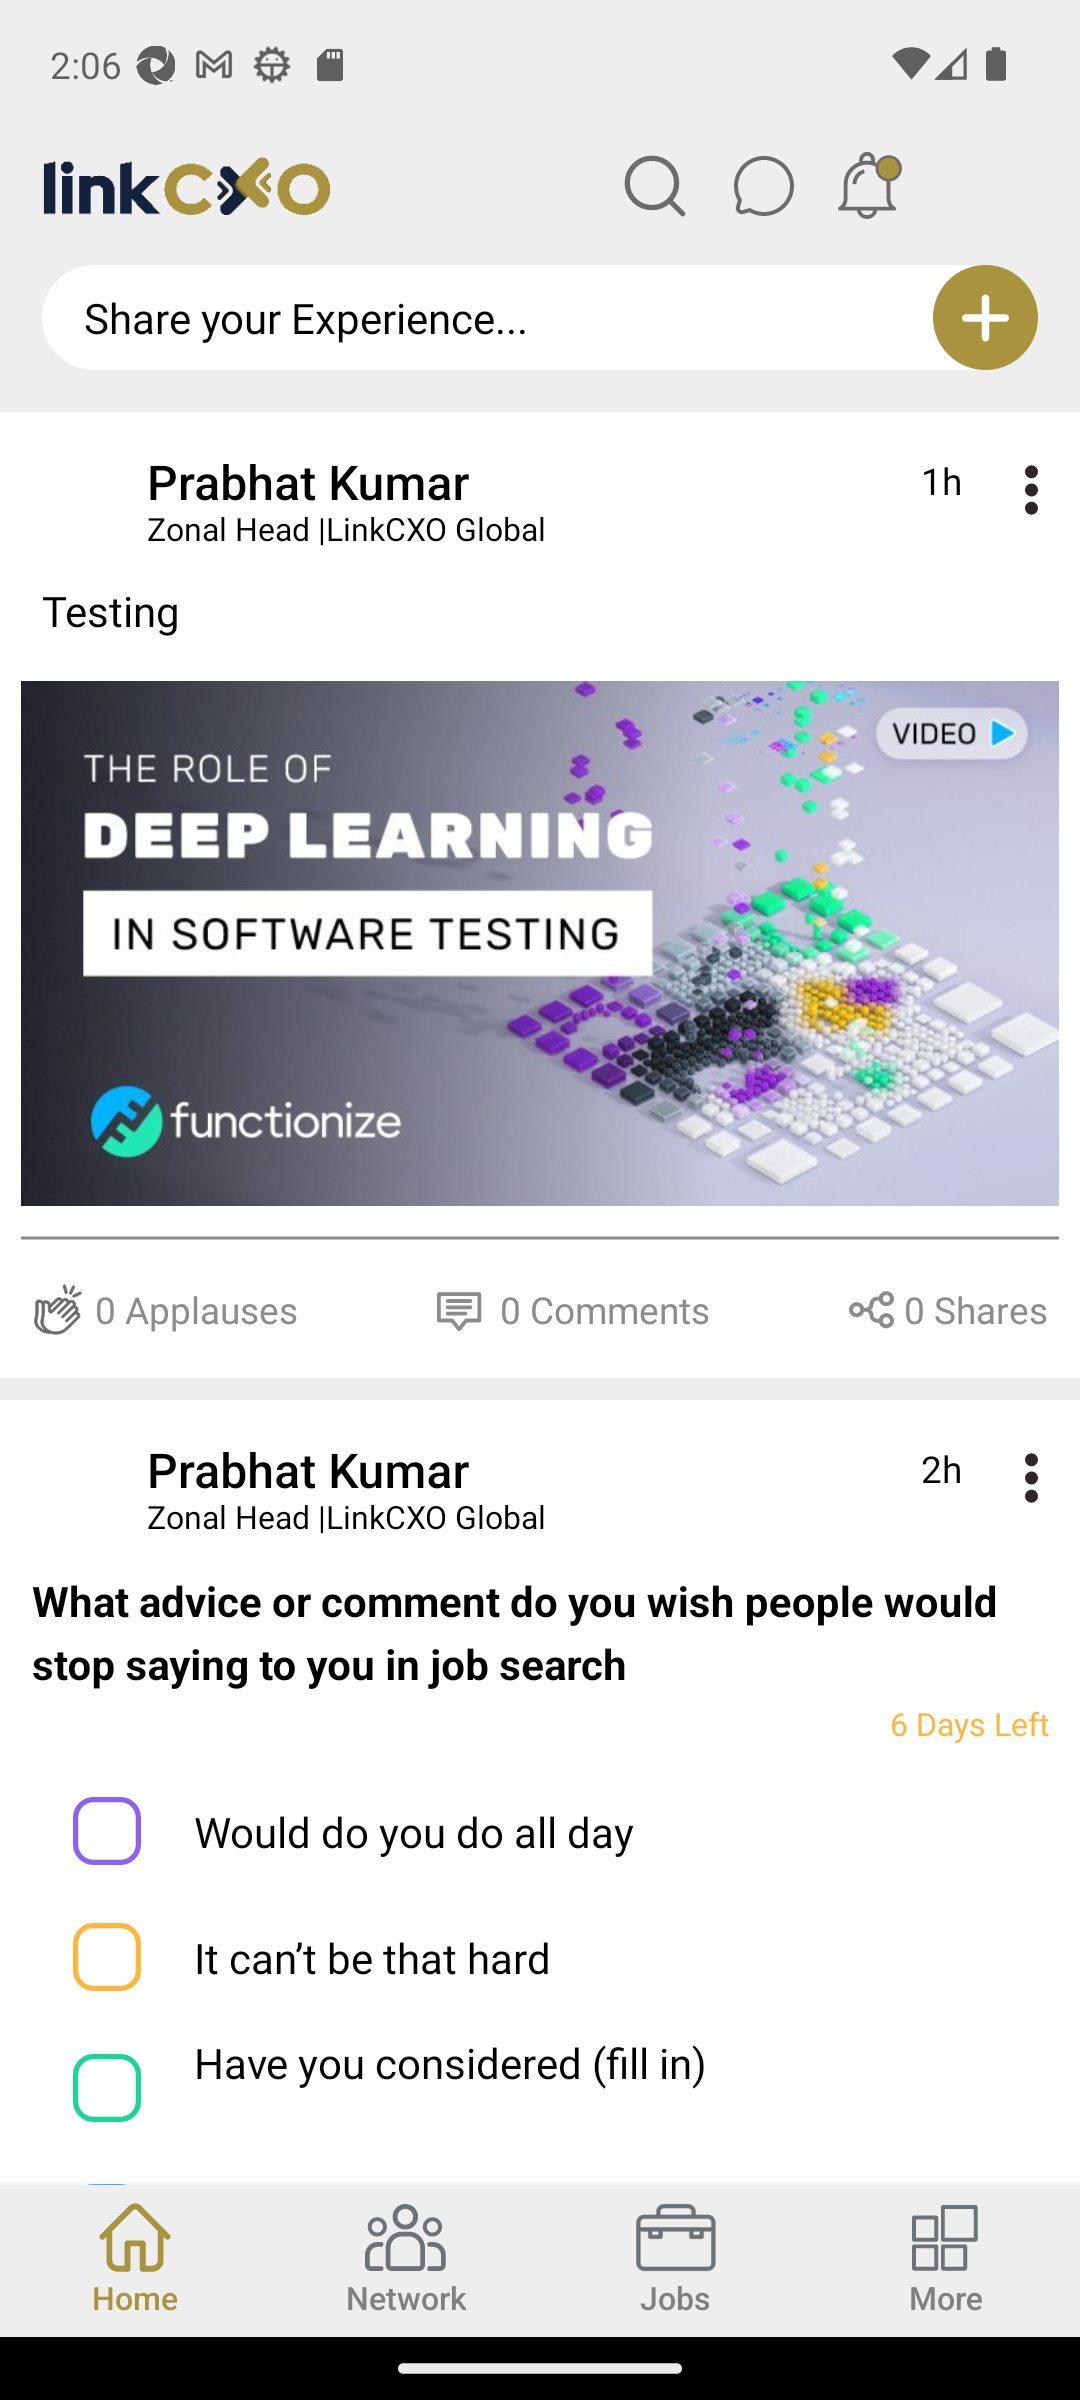 2:06
linkCXO
Share your Experience...
Prabhat Kumar
1h
Zonal Head |LinkCXO Global
Testing
VIDEO
THE ROLE OF
DEEP LEARNING
IN SOFTWARE TESTING
functionize
0 Applauses
0 Comments
0 Shares
Prabhat Kumar
2h
Zonal Head |LinkCXO Global
What advice or comment do you wish people would
stop saying to you in job search
6 Days Left
Would do you do all day
It can’t be that hard
Have you considered (fill in)
Home
Network
Jobs
More